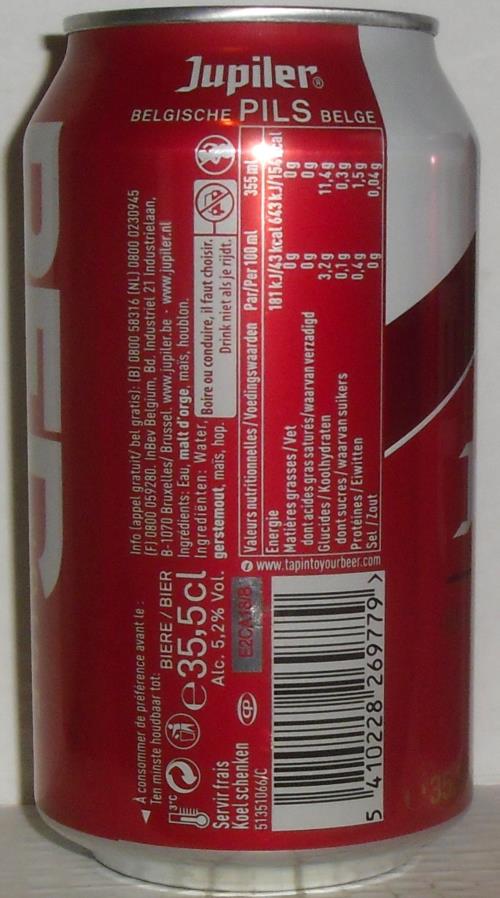 Jupiler®
BELGISCHE PILS BELGE
Info (appel gratuit/ bel gratis): (B) 0800 58316 (NL) 0800 0230945
(F) 0800 059280. InBev Belgium, Bd. Industriel 21 Industrielaan,
B-1070 Bruxelles/ Brussel. www.jupiler.be - www.jupiler.nl
Ingrédients: Eau, malt d'orge, maïs, houblon.
Ingrediënten: Water,
gerstemout, maïs, hop.
Boire ou conduire, il faut choisir.
Drink niet als je rijdt.
Valeurs nutritionnelles / Voedingswaarden Par/Per 100 ml 355 ml
Energie 181 kJ/43 kcal 643 kJ/154 kcal
Matières grasses / Vet 0g 0g
dont acides gras saturés/waarvan verzadigd 0g 0g
Glucides / Koolhydraten 3,2g 11,4g
dont sucres/waarvan suikers 0,1g 0,3g
Protéines / Eiwitten 0,4g 1,5g
Sel / Zout 0g 0,04g
www.tapintoyourbeer.com
À consommer de préférence avant le :
Ten minste houdbaar tot:
BIERE / BIER
e 35,5cl
Alc. 5,2% Vol.
3°C
Servir frais
Koel schenken
51351066/C
CP
5 410228 269779 >